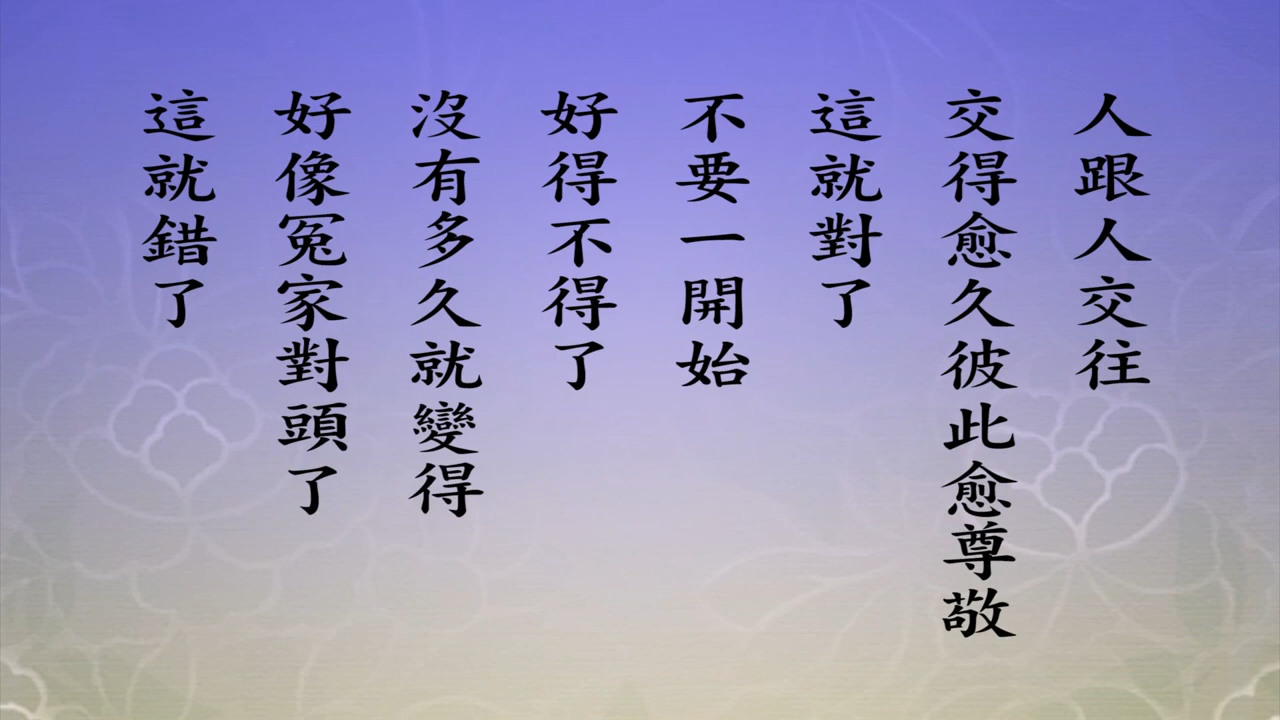 人跟人交往
交得愈久彼此愈尊敬
這就對了
不要一開始
好得不得了
沒有多久就變得
好像冤家對頭了
這就錯了